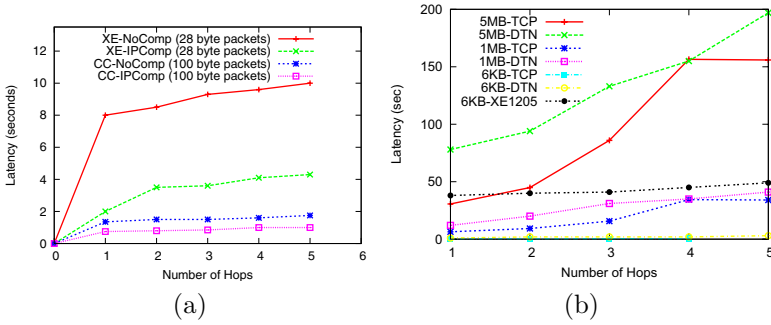 XE-NoComp (28 byte packets)
XE-IPComp (28 byte packets)
CC-NoComp (100 byte packets)
CC-IPComp (100 byte packets)
12
10
8
6
4
2
0
Latency (seconds)
0 1 2 3 4 5 6
Number of Hops
(a)
5MB-TCP
5MB-DTN
1MB-TCP
1MB-DTN
6KB-TCP
6KB-DTN
6KB-XE1205
200
150
100
50
0
Latency (sec)
1 2 3 4 5
Number of Hops
(b)